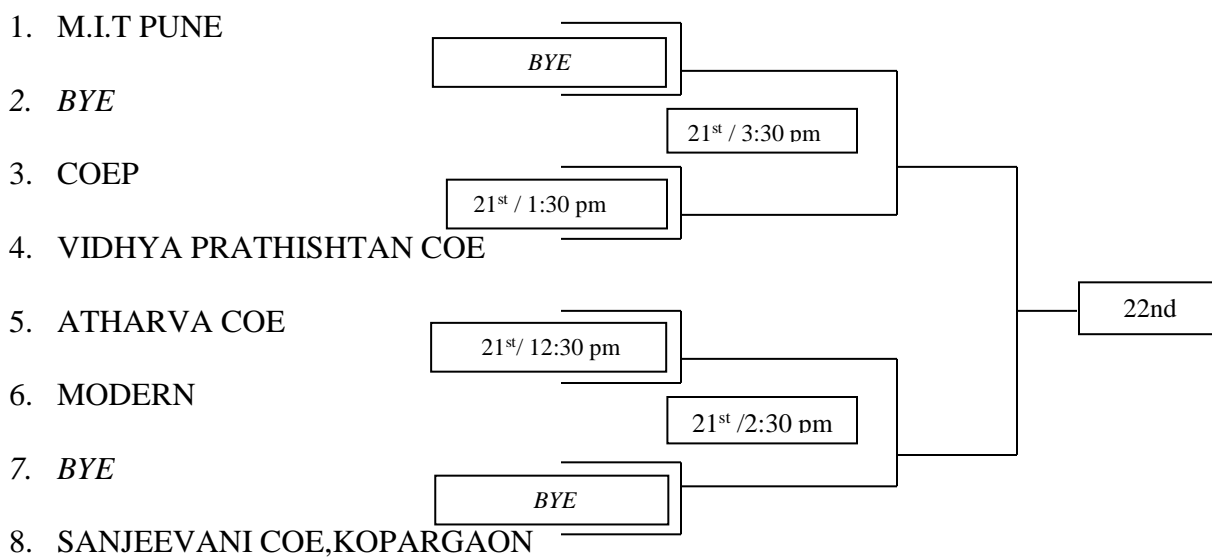 1. M.I.T PUNE
BYE
2. BYE
21st / 3:30 pm
3. COEP
21st / 1:30 pm
4. VIDHYA PRATHISHTAN COE
22nd
5. ATHARVA COE
21st/ 12:30 pm
6. MODERN
21st /2:30 pm
7. BYE
BYE
8. SANJEEVANI COE,KOPARGAON